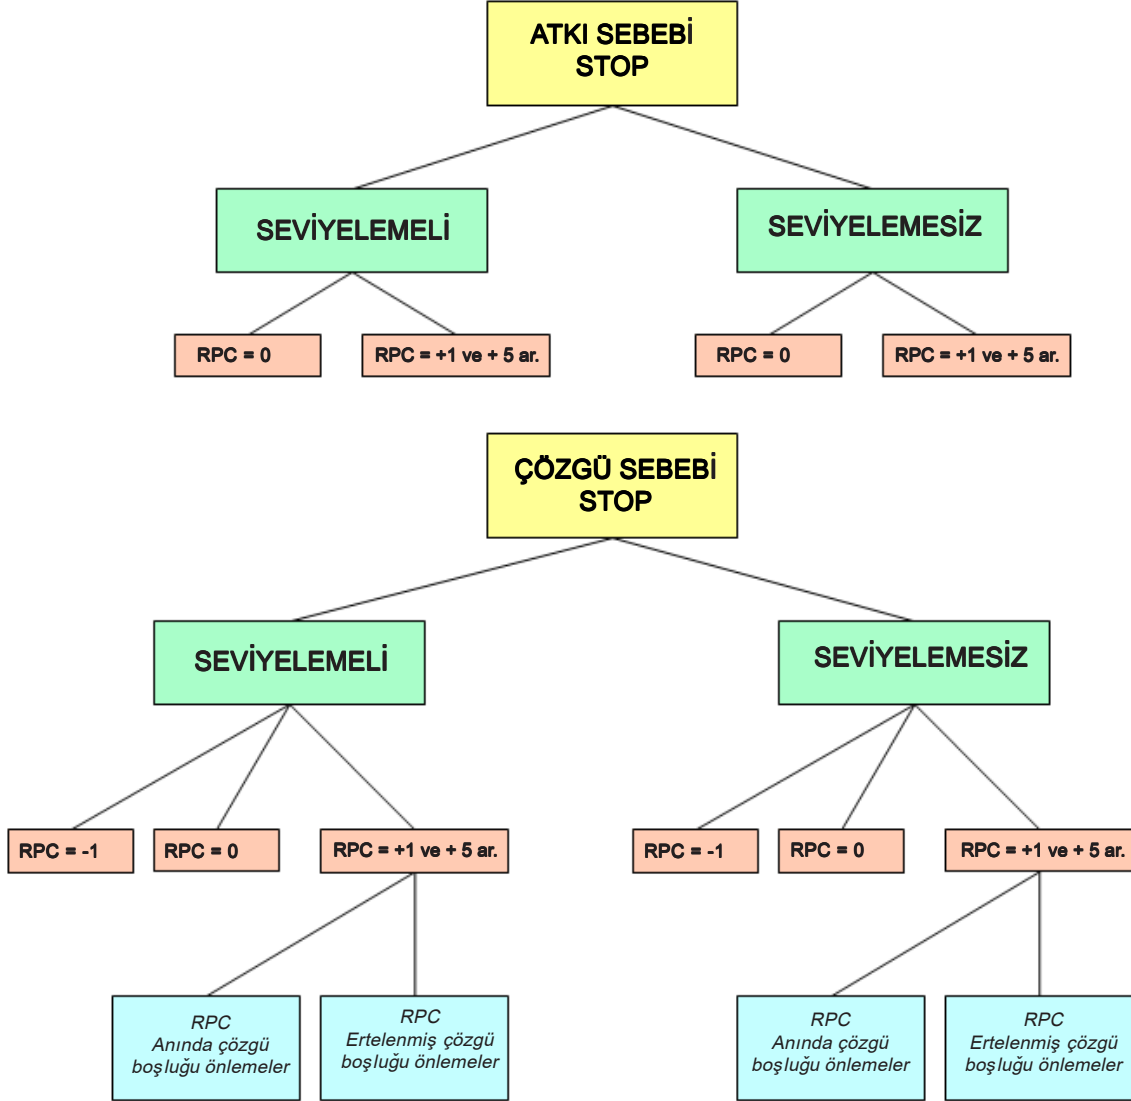 ATKI SEBEBİ
STOP
SEVİYELEMELİ
SEVİYELEMESİZ
RPC = 0
RPC = +1 ve + 5 ar.
RPC = 0
RPC = +1 ve + 5 ar.
ÇÖZGÜ SEBEBİ
STOP
SEVİYELEMELİ
SEVİYELEMESİZ
RPC = -1
RPC = 0
RPC = +1 ve + 5 ar.
RPC = -1
RPC = 0
RPC = +1 ve + 5 ar.
RPC
Anında çözgü
boşluğu önlemeler
RPC
Ertelenmiş çözgü
boşluğu önlemeler
RPC
Anında çözgü
boşluğu önlemeler
RPC
Ertelenmiş çözgü
boşluğu önlemeler